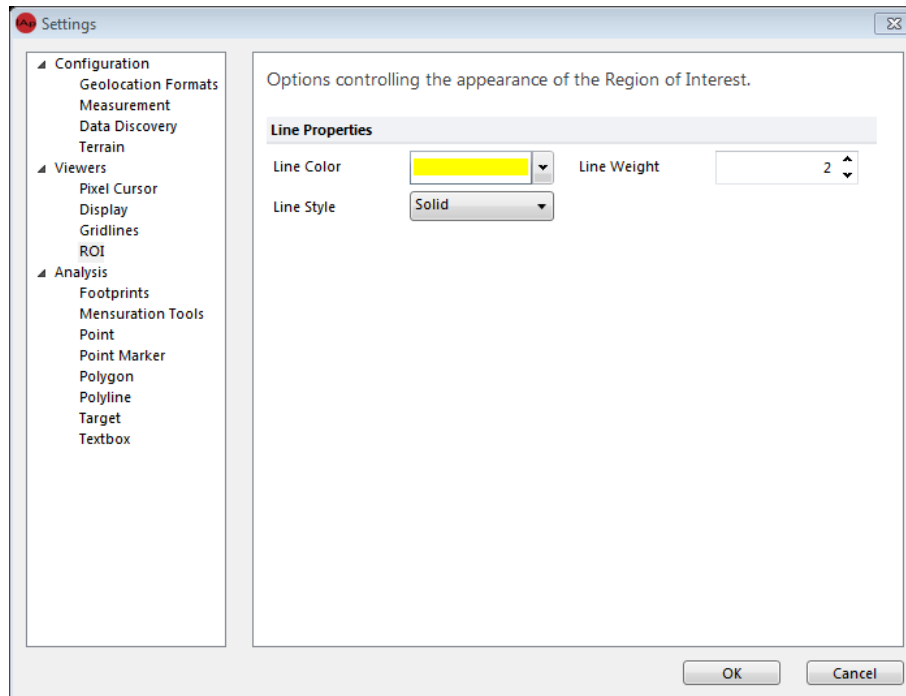 IAp Settings
Configuration
Geolocation Formats
Measurement
Data Discovery
Terrain
Viewers
Pixel Cursor
Display
Gridlines
ROI
Analysis
Footprints
Mensuration Tools
Point
Point Marker
Polygon
Polyline
Target
Textbox
Options controlling the appearance of the Region of Interest.
Line Properties
Line Color
Line Weight 2
Line Style Solid
OK Cancel